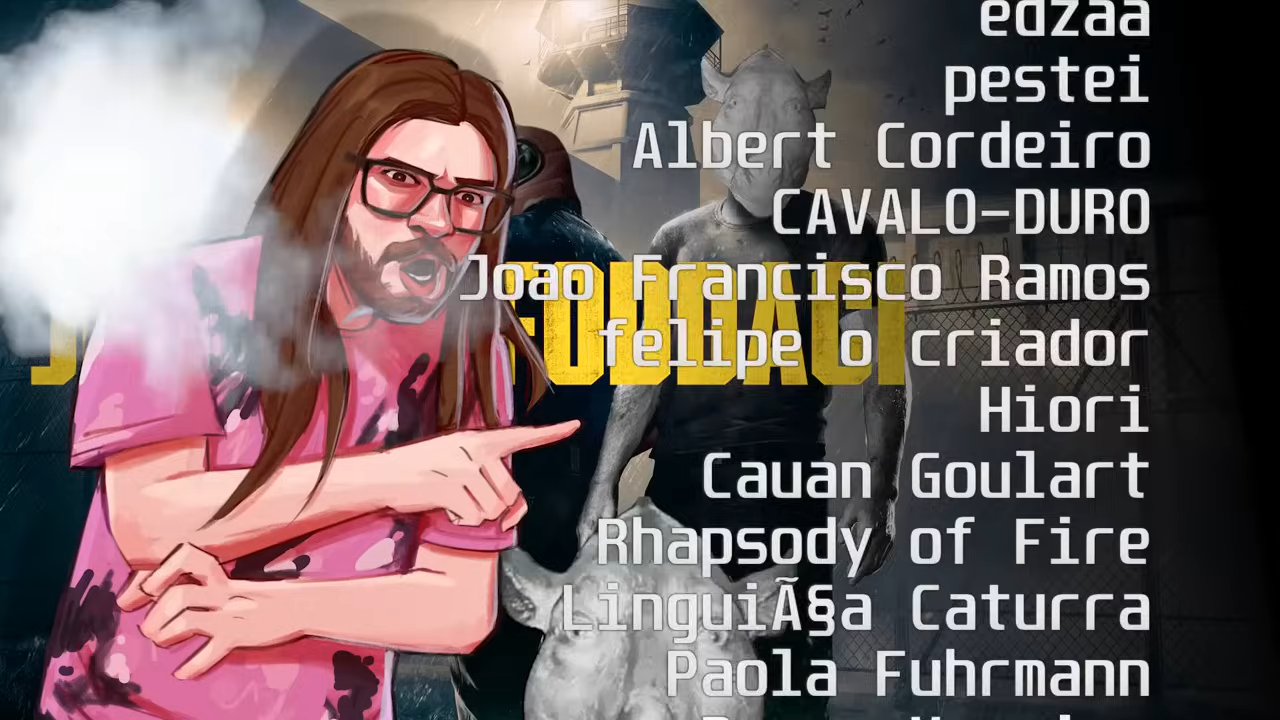 edzaa
pestei
Albert Cordeiro
CAVALO-DURO
Joao Francisco Ramos
felipe o criador
Hiori
Cauan Goulart
Rhapsody of Fire
LinguiÃ§a Caturra
Paola Fuhrmann